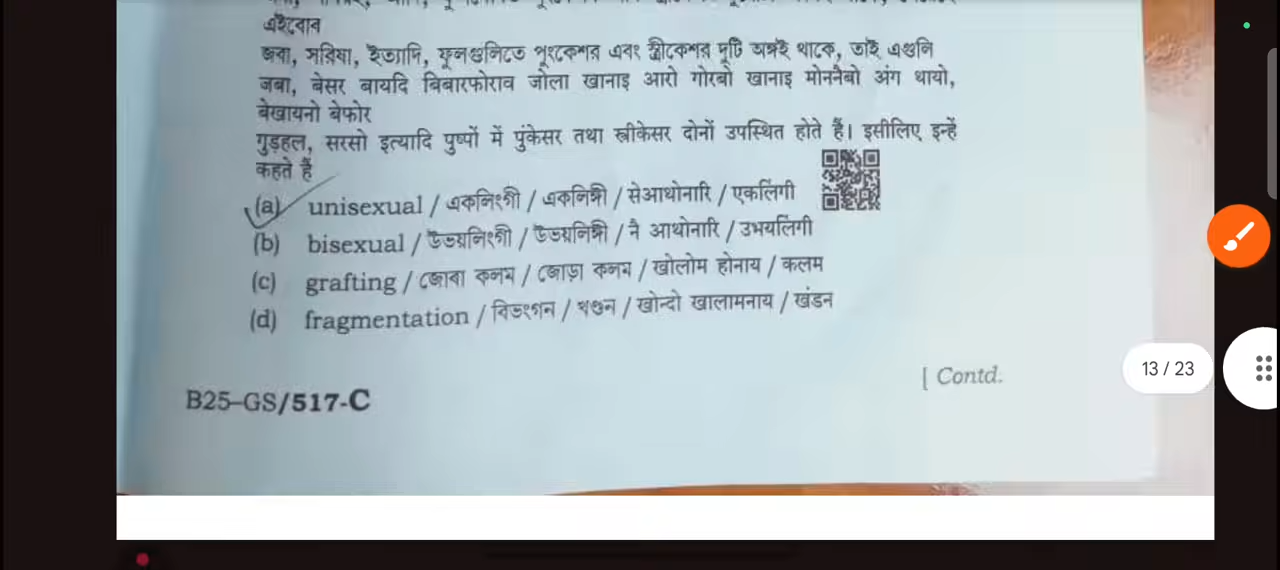 এইবোৰ
জবা, সরিষা, ইত্যাদি, ফুলগুলিতে পুংকেশর এবং স্ত্রীকেশর দুটি অঙ্গই থাকে, তাই এগুলি
जबा, बेसर बायदि बिबारफोराव जोला खानाइ आरो गोरबो खानाइ मोननैबो अंग थायो,
बेखायनो बेफोर
गुड़हल, सरसो इत्यादि पुष्पों में पुंकेसर तथा स्त्रीकेसर दोनों उपस्थित होते हैं। इसीलिए इन्हें
कहते हैं
(a) unisexual / একলিংগী / একলিঙ্গী / सेआथोनारि / एकलिंगी
(b) bisexual / উভয়লিংগী / উভয়লিঙ্গী / नै आथोनारि / उभयलिंगी
(c) grafting / জোৰা কলম / জোড়া কলম / खोलोम होनाय / कलम
(d) fragmentation / বিভংগন / খণ্ডন / खोन्दो खालामनाय / खंडन
13 / 23
[ Contd.
B25–GS/517-C